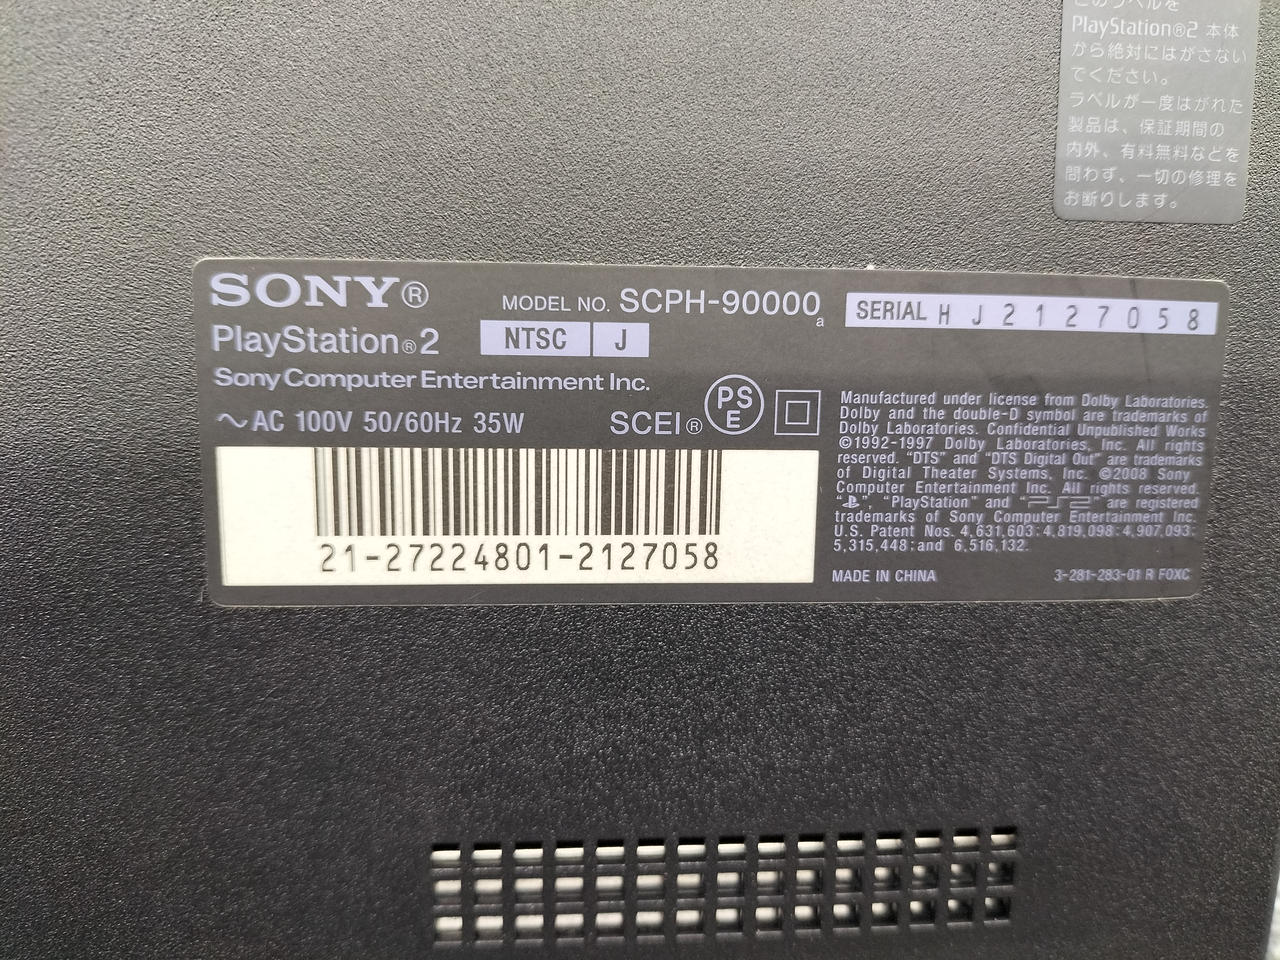 このラベルを
PlayStation®2 本体
から絶対にはがさない
でください。
ラベルが一度はがれた
製品は、保証期間の
内外、有料無料などを
問わず、一切の修理を
お断りします。
SONY®
MODEL NO. SCPH-90000a
SERIAL HJ2127058
PlayStation®2
NTSC J
Sony Computer Entertainment Inc.
~AC 100V 50/60Hz 35W
SCEI®
PSE
21-27224801-2127058
Manufactured under license from Dolby Laboratories.
Dolby and the double-D symbol are trademarks of
Dolby Laboratories. Confidential Unpublished Works
©1992-1997 Dolby Laboratories, Inc. All rights
reserved. “DTS” and “DTS Digital Out” are trademarks
of Digital Theater Systems, Inc. ©2008 Sony
Computer Entertainment Inc. All rights reserved.
“ ”, “PlayStation” and “PS2” are registered
trademarks of Sony Computer Entertainment Inc.
U.S. Patent Nos. 4,631,603: 4,819,098: 4,907,093:
5,315,448: and 6,516,132.
MADE IN CHINA
3-281-283-01 R FOXC